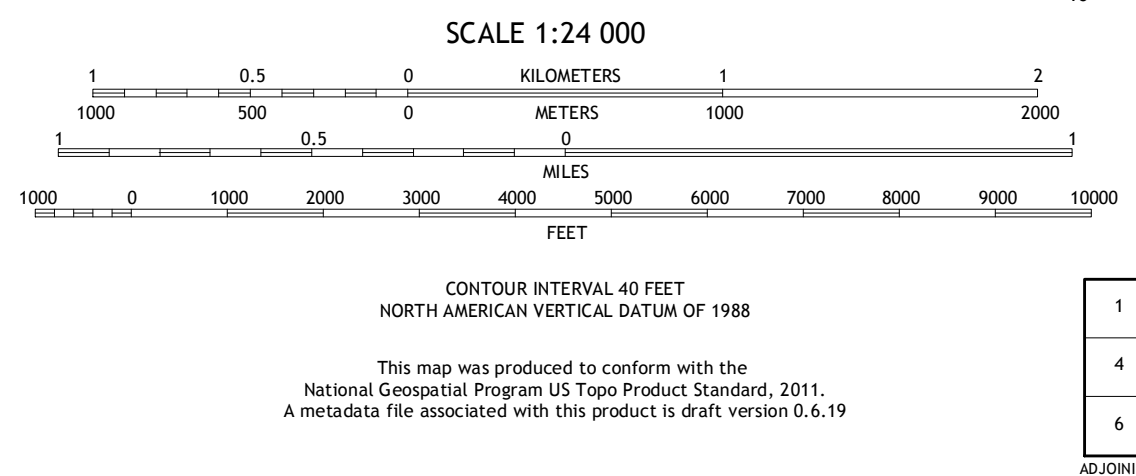 SCALE 1:24 000
1 0.5 0 KILOMETERS 1 2
1000 500 0 METERS 1000 2000
1 0.5 0 1
MILES
1000 0 1000 2000 3000 4000 5000 6000 7000 8000 9000 10000
FEET
CONTOUR INTERVAL 40 FEET
NORTH AMERICAN VERTICAL DATUM OF 1988
This map was produced to conform with the
National Geospatial Program US Topo Product Standard, 2011.
A metadata file associated with this product is draft version 0.6.19
1
4
6
ADJOINI